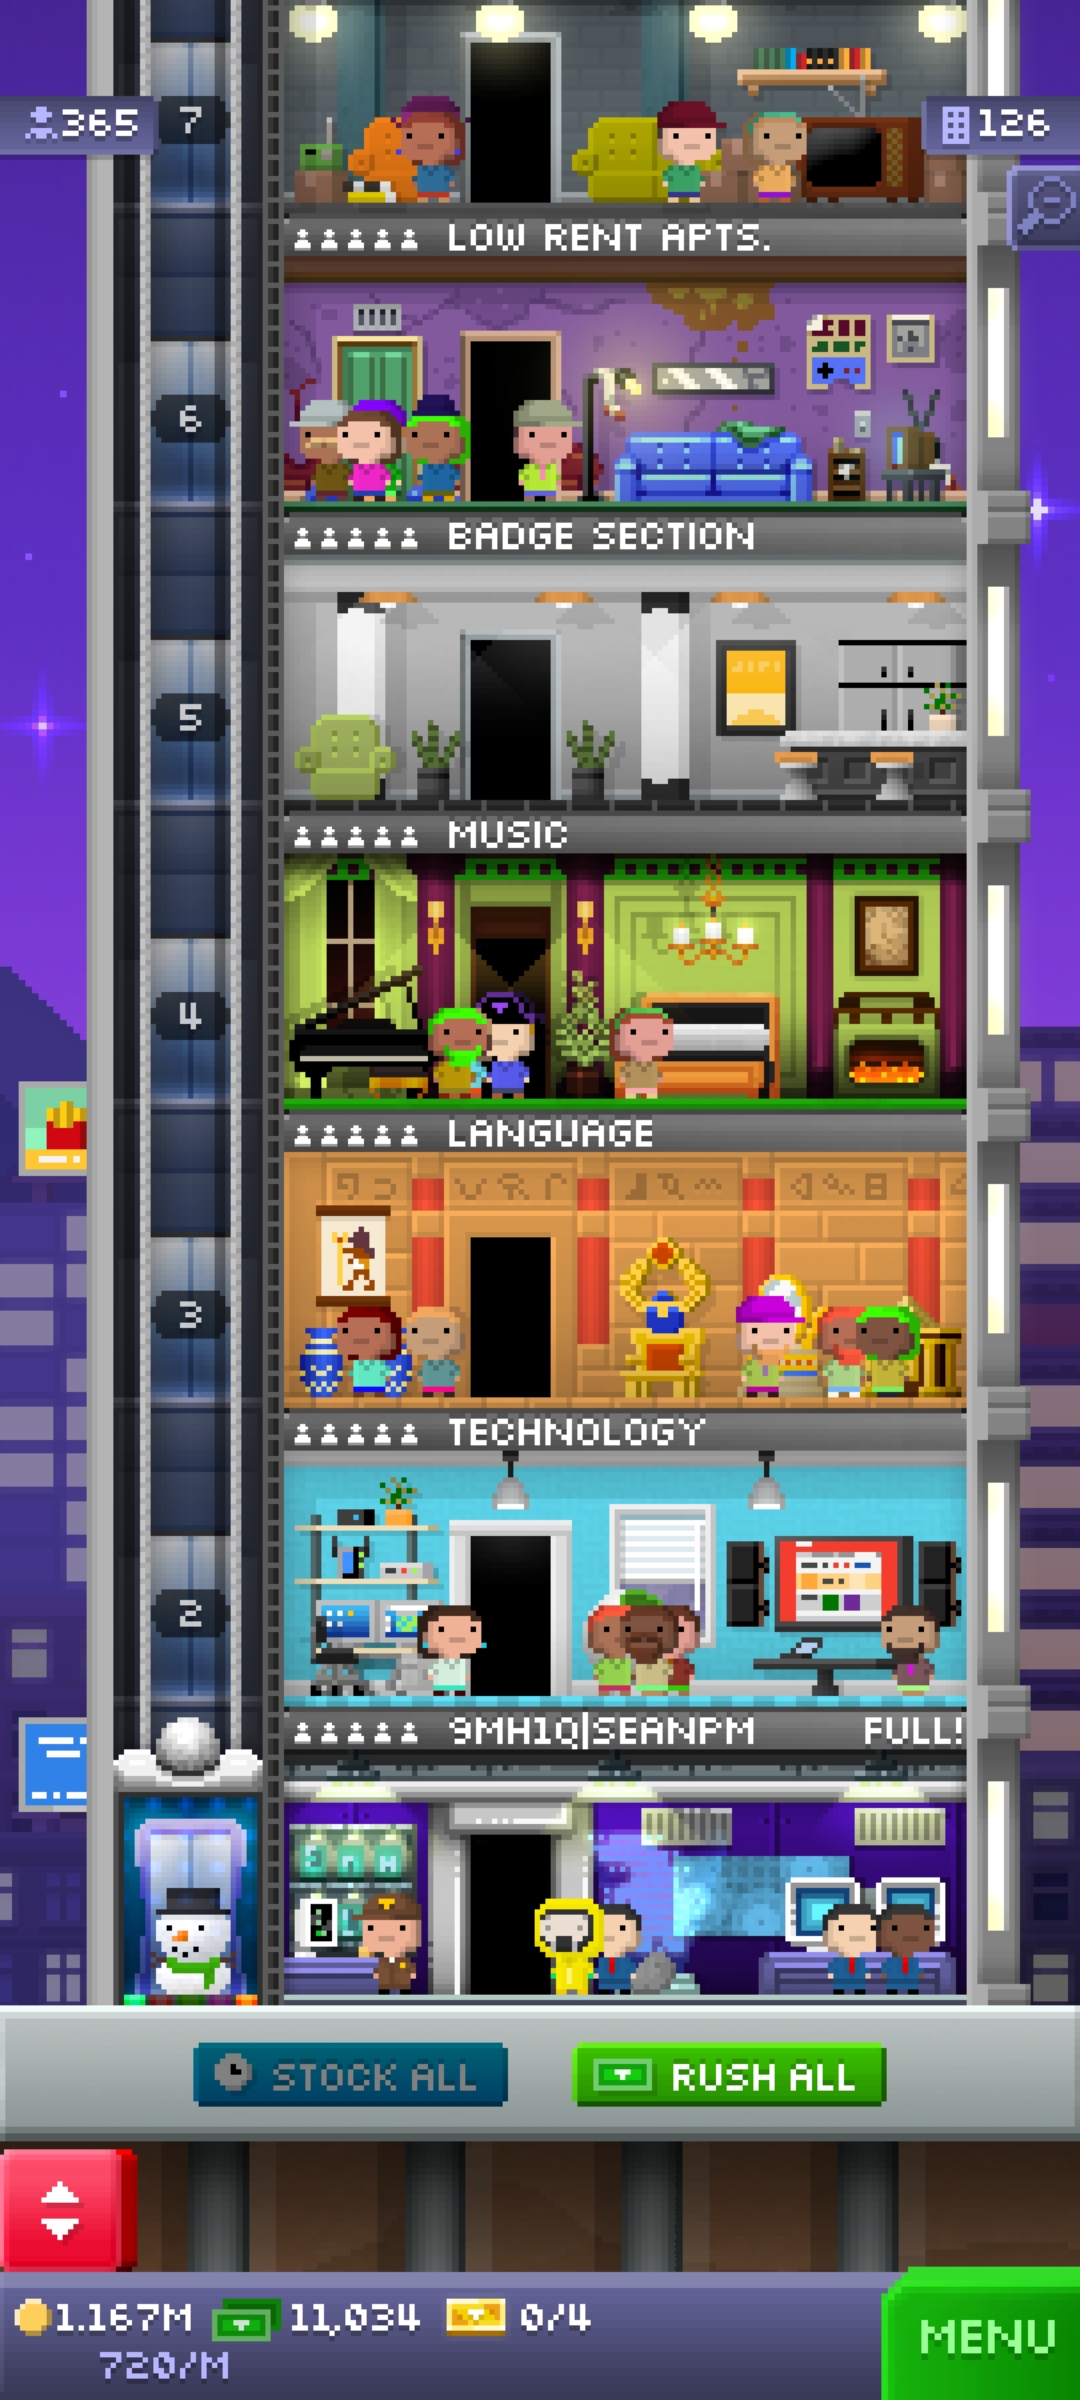 365
7
126
LOW RENT APTS.
6
BADGE SECTION
5
MUSIC
4
LANGUAGE
3
TECHNOLOGY
2
9MH1Q|SEANPM FULL!
STOCK ALL
RUSH ALL
1.167M
11,034
0/4
720/M
MENU